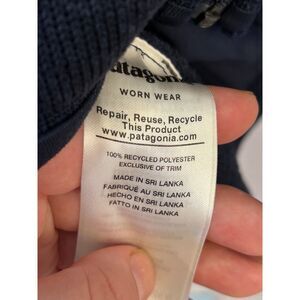 patagonia
WORN WEAR
Repair, Reuse, Recycle
This Product
www.patagonia.com
100% RECYCLED POLYESTER
EXCLUSIVE OF TRIM
MADE IN SRI LANKA
FABRIQUÉ AU SRI LANKA
HECHO EN SRI LANKA
FATTO IN SRI LANKA